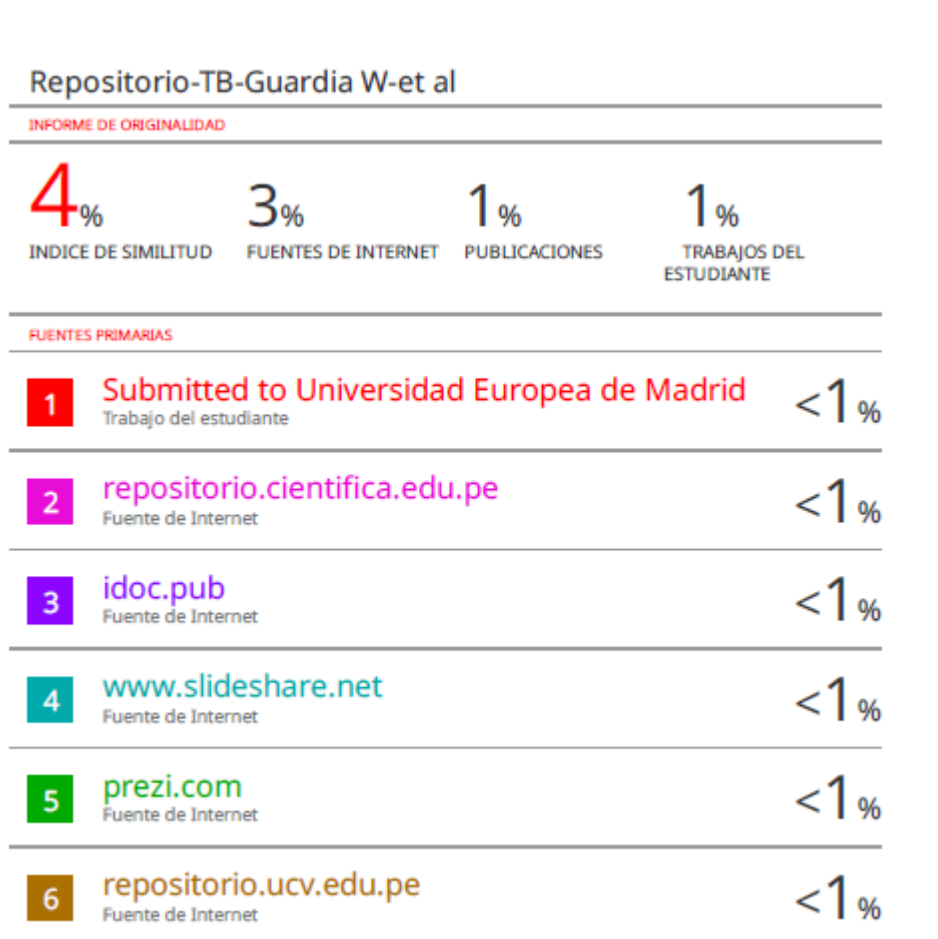 Repositorio-TB-Guardia W-et al
INFORME DE ORIGINALIDAD
4% 3% 1% 1%
INDICE DE SIMILITUD FUENTES DE INTERNET PUBLICACIONES TRABAJOS DEL
ESTUDIANTE
FUENTES PRIMARIAS
1 Submitted to Universidad Europea de Madrid <1%
Trabajo del estudiante
2 repositorio.cientifica.edu.pe <1%
Fuente de Internet
3 idoc.pub <1%
Fuente de Internet
4 www.slideshare.net <1%
Fuente de Internet
5 prezi.com <1%
Fuente de Internet
6 repositorio.ucv.edu.pe <1%
Fuente de Internet